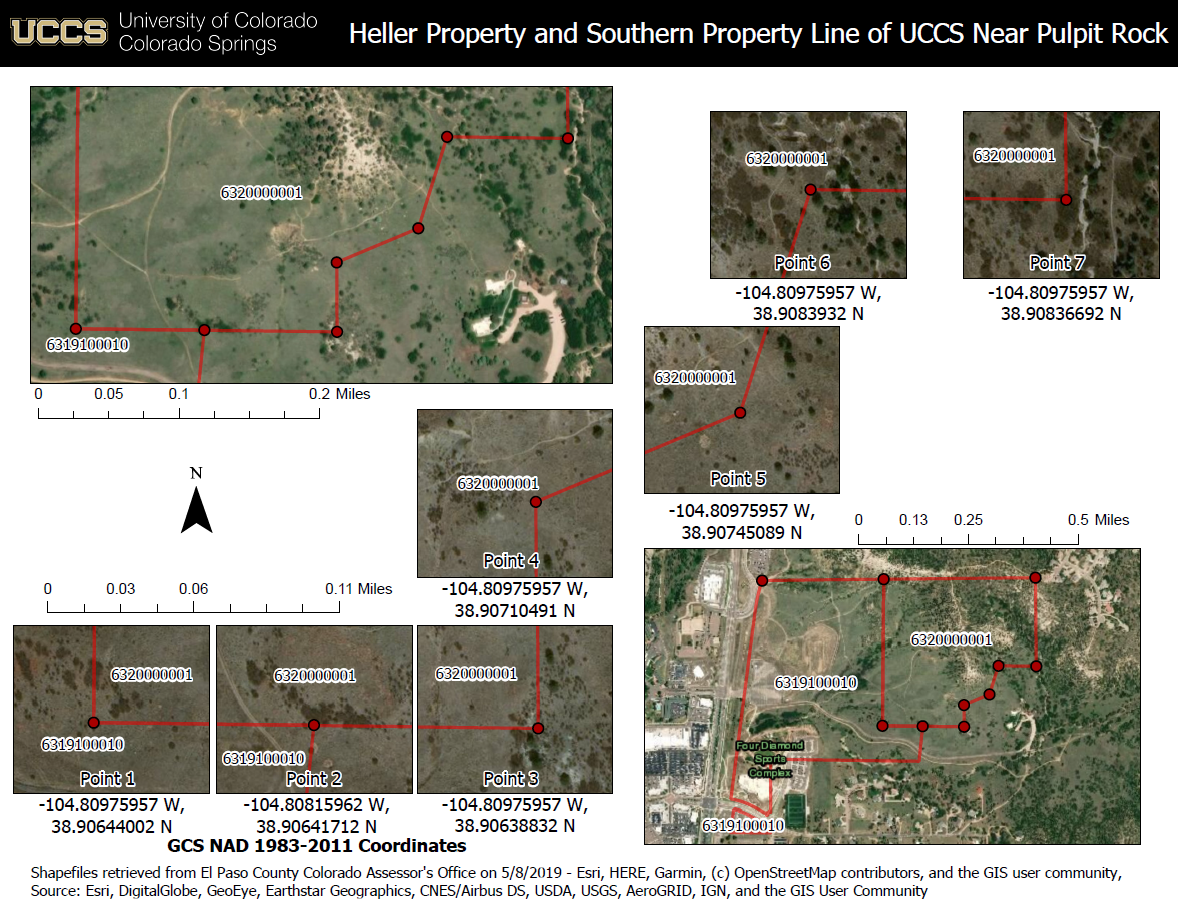 UCCS
University of Colorado
Colorado Springs
Heller Property and Southern Property Line of UCCS Near Pulpit Rock
6320000001
6319100010
0 0.05 0.1 0.2 Miles
6320000001
Point 6
-104.80975957 W,
38.9083932 N
6320000001
Point 7
-104.80975957 W,
38.90836692 N
6320000001
Point 5
-104.80975957 W,
38.90745089 N
N
6320000001
Point 4
-104.80975957 W,
38.90710491 N
0 0.13 0.25 0.5 Miles
6320000001
6319100010
Four Diamond
Sports
Complex
6319100010
0 0.03 0.06 0.11 Miles
6320000001
6319100010
Point 1
-104.80975957 W,
38.90644002 N
6320000001
6319100010
Point 2
-104.80815962 W,
38.90641712 N
6320000001
Point 3
-104.80975957 W,
38.90638832 N
GCS NAD 1983-2011 Coordinates
Shapefiles retrieved from El Paso County Colorado Assessor's Office on 5/8/2019 - Esri, HERE, Garmin, (c) OpenStreetMap contributors, and the GIS user community,
Source: Esri, DigitalGlobe, GeoEye, Earthstar Geographics, CNES/Airbus DS, USDA, USGS, AeroGRID, IGN, and the GIS User Community